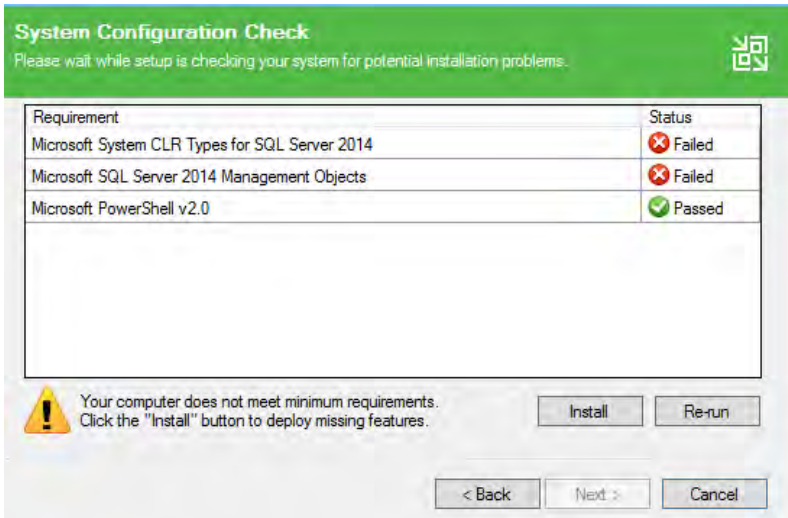 System Configuration Check
Please wait while setup is checking your system for potential installation problems.
Requirement Status
Microsoft System CLR Types for SQL Server 2014 Failed
Microsoft SQL Server 2014 Management Objects Failed
Microsoft PowerShell v2.0 Passed
Your computer does not meet minimum requirements.
Click the "Install" button to deploy missing features.
Install Re-run
< Back Next > Cancel